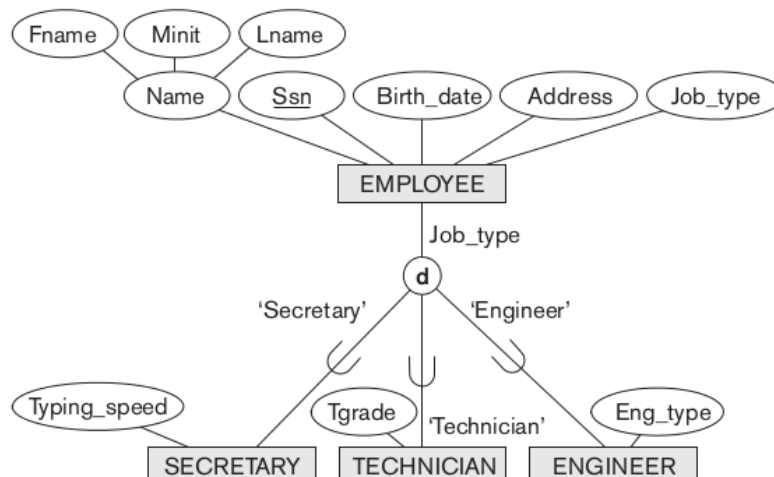 Fname Minit Lname
Name Ssn Birth_date Address Job_type
EMPLOYEE
Job_type
d
‘Secretary’ ‘Engineer’
Typing_speed Tgrade Eng_type
‘Technician’
SECRETARY TECHNICIAN ENGINEER